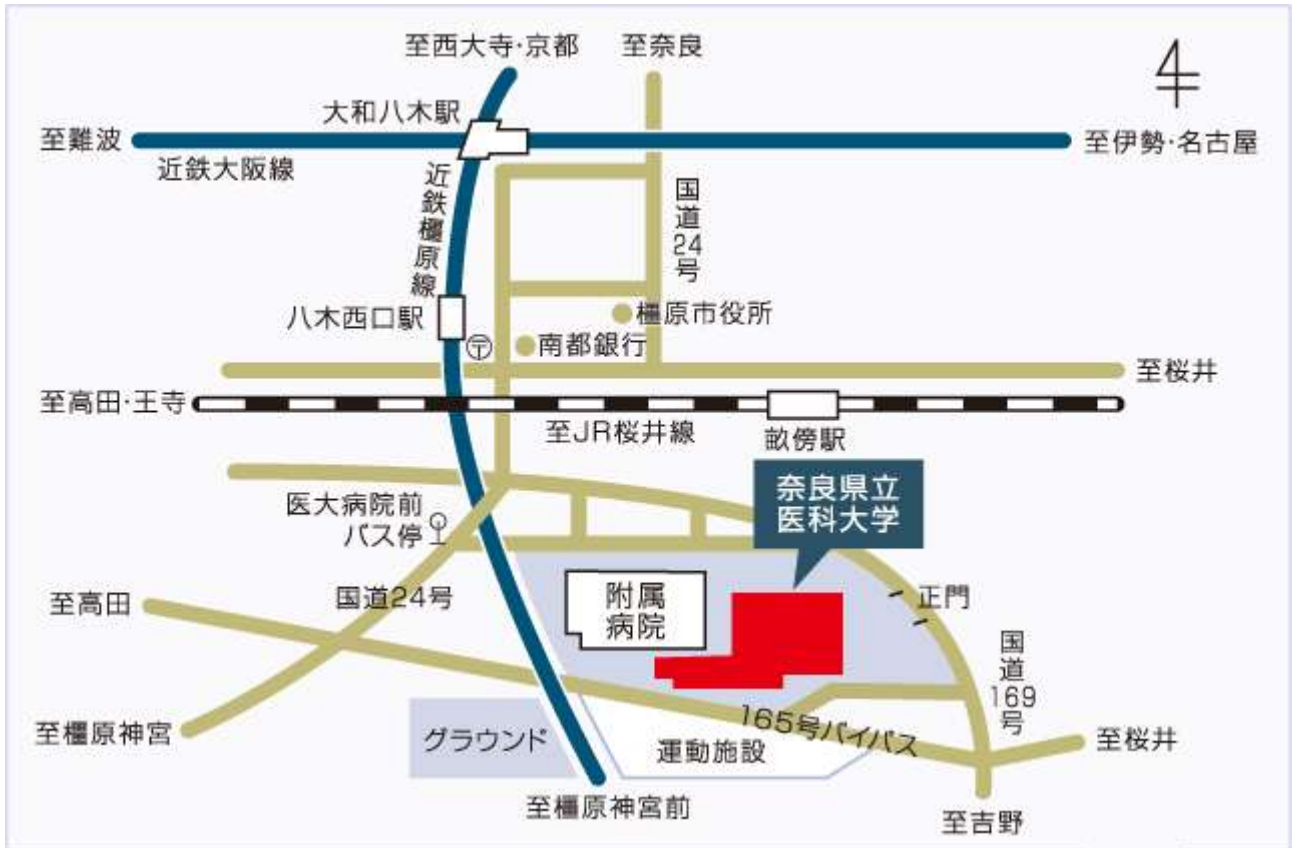 至西大寺・京都
至奈良
大和八木駅
至難波
至伊勢・名古屋
近鉄大阪線
近鉄橿原線
国道24号
八木西口駅
橿原市役所
〒
南都銀行
至桜井
至高田・王寺
至JR桜井線
畝傍駅
奈良県立
医科大学
医大病院前
バス停
国道24号
至高田
附属
病院
正門
国道169号
165号バイパス
至橿原神宮
グラウンド
運動施設
至桜井
至橿原神宮前
至吉野